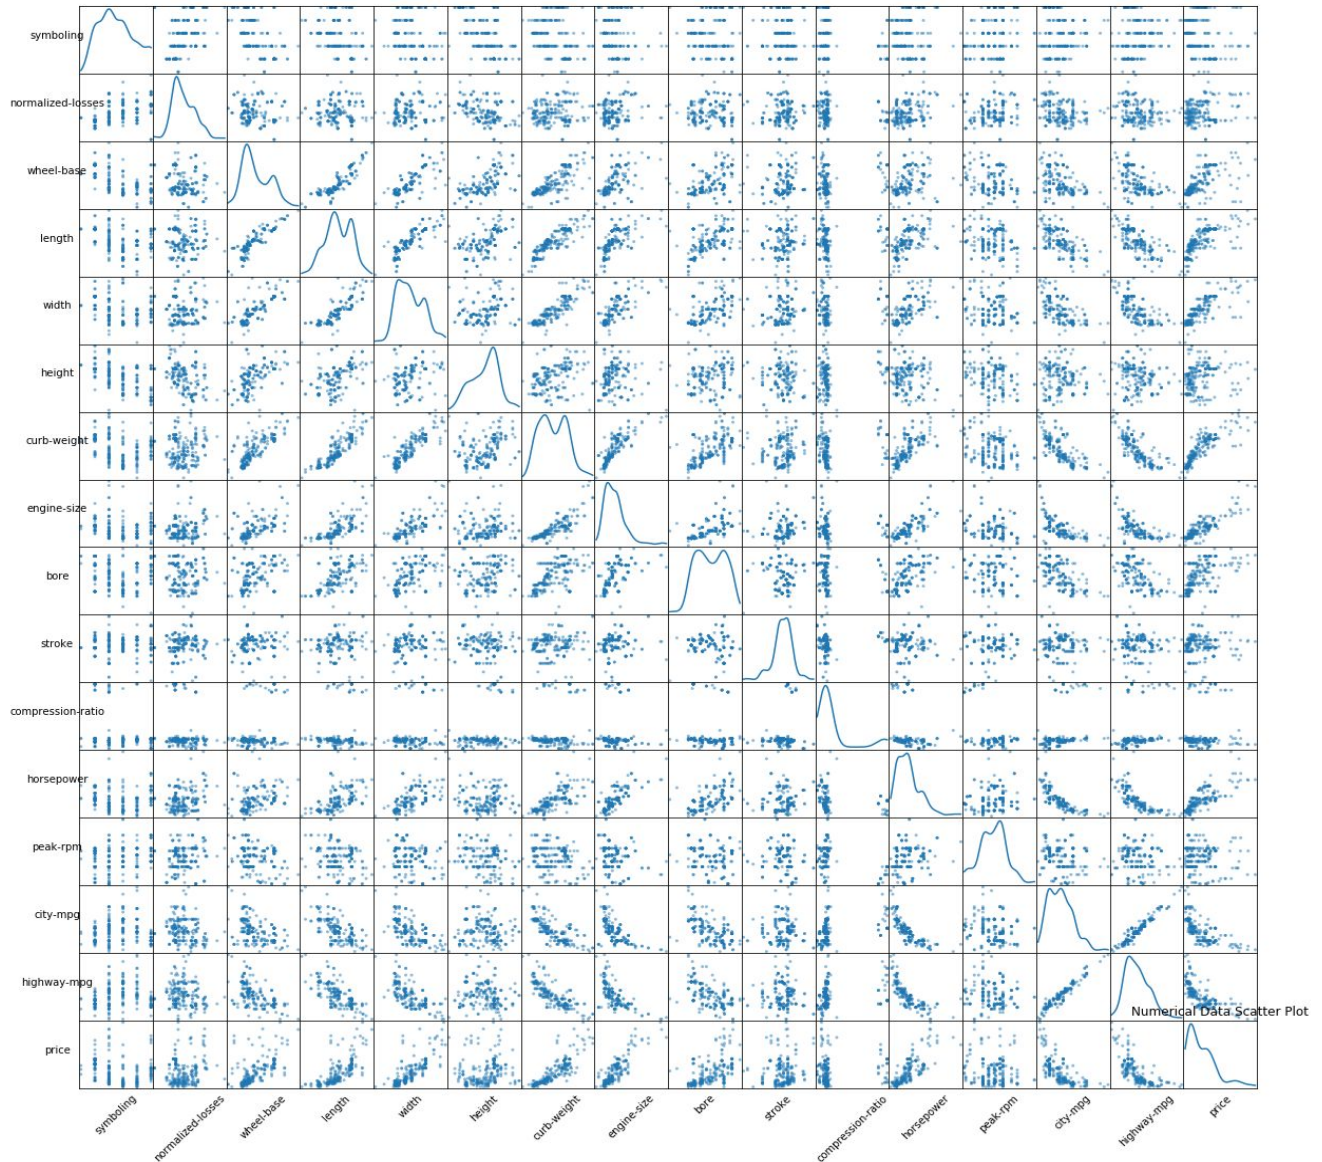 symboling
normalized-losses
wheel-base
length
width
height
curb-weight
engine-size
bore
stroke
compression-ratio
horsepower
peak-rpm
city-mpg
highway-mpg
Numerical Data Scatter Plot
price
symboling
normalized-losses
wheel-base
length
width
height
curb-weight
engine-size
bore
stroke
compression-ratio
horsepower
peak-rpm
city-mpg
highway-mpg
price